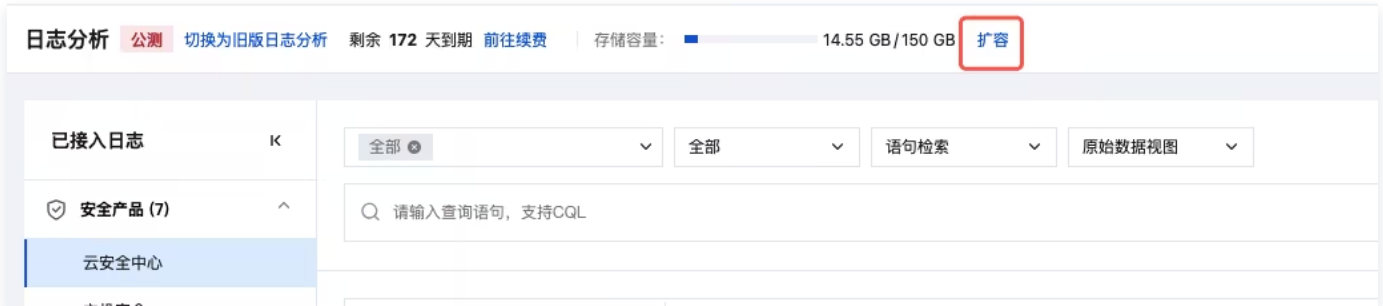 日志分析 公测 切换为旧版日志分析 剩余 172 天到期 前往续费 存储容量: 14.55 GB/150 GB 扩容
已接入日志
全部 全部 语句检索 原始数据视图
安全产品 (7)
请输入查询语句，支持CQL
云安全中心